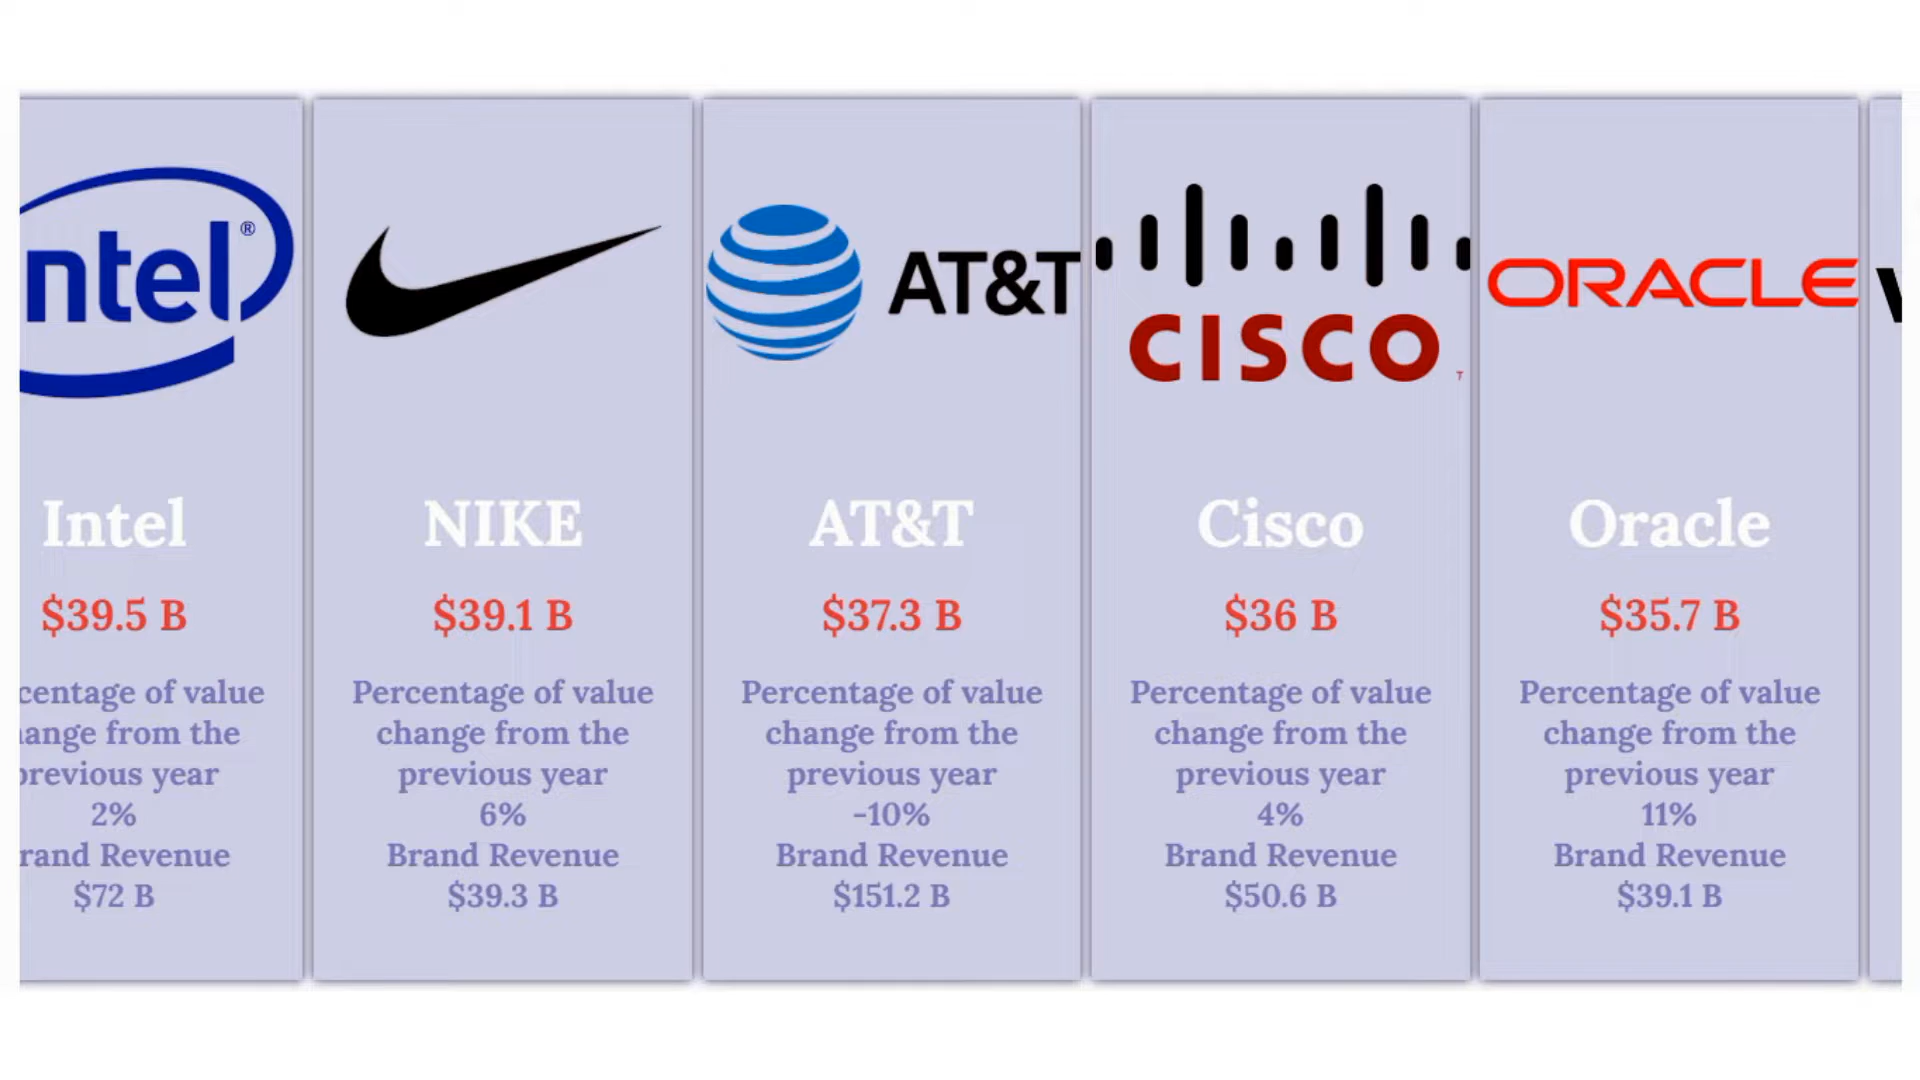 ntel®
AT&T
CISCO
ORACLE
Intel
$39.5 B
centage of value
ange from the
previous year
2%
rand Revenue
$72 B
NIKE
$39.1 B
Percentage of value
change from the
previous year
6%
Brand Revenue
$39.3 B
AT&T
$37.3 B
Percentage of value
change from the
previous year
-10%
Brand Revenue
$151.2 B
Cisco
$36 B
Percentage of value
change from the
previous year
4%
Brand Revenue
$50.6 B
Oracle
$35.7 B
Percentage of value
change from the
previous year
11%
Brand Revenue
$39.1 B